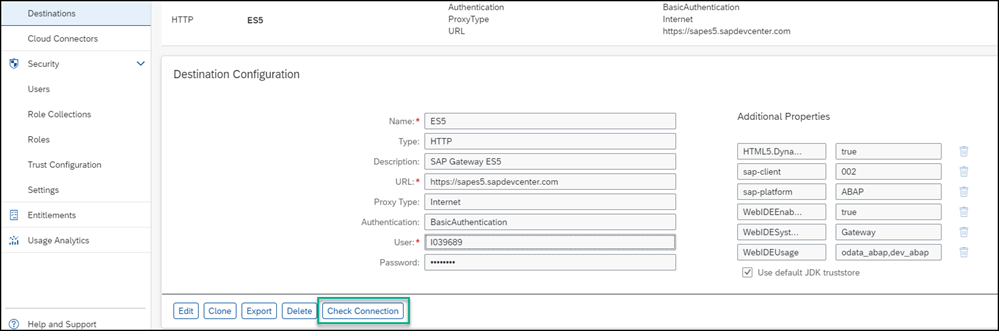 Destinations
Cloud Connectors
Security
Users
Role Collections
Roles
Trust Configuration
Settings
Entitlements
Usage Analytics
Help and Support
HTTP ES5
Authentication BasicAuthentication
ProxyType Internet
URL https://sapes5.sapdevcenter.com
Destination Configuration
Name:* ES5
Type: HTTP
Description: SAP Gateway ES5
URL:* https://sapes5.sapdevcenter.com
Proxy Type: Internet
Authentication: BasicAuthentication
User:* I039689
Password: ••••••••
Additional Properties
HTML5.Dyna... true
sap-client 002
sap-platform ABAP
WebIDEEnab... true
WebIDESyst... Gateway
WebIDEUsage odata_abap,dev_abap
Use default JDK truststore
Edit Clone Export Delete Check Connection